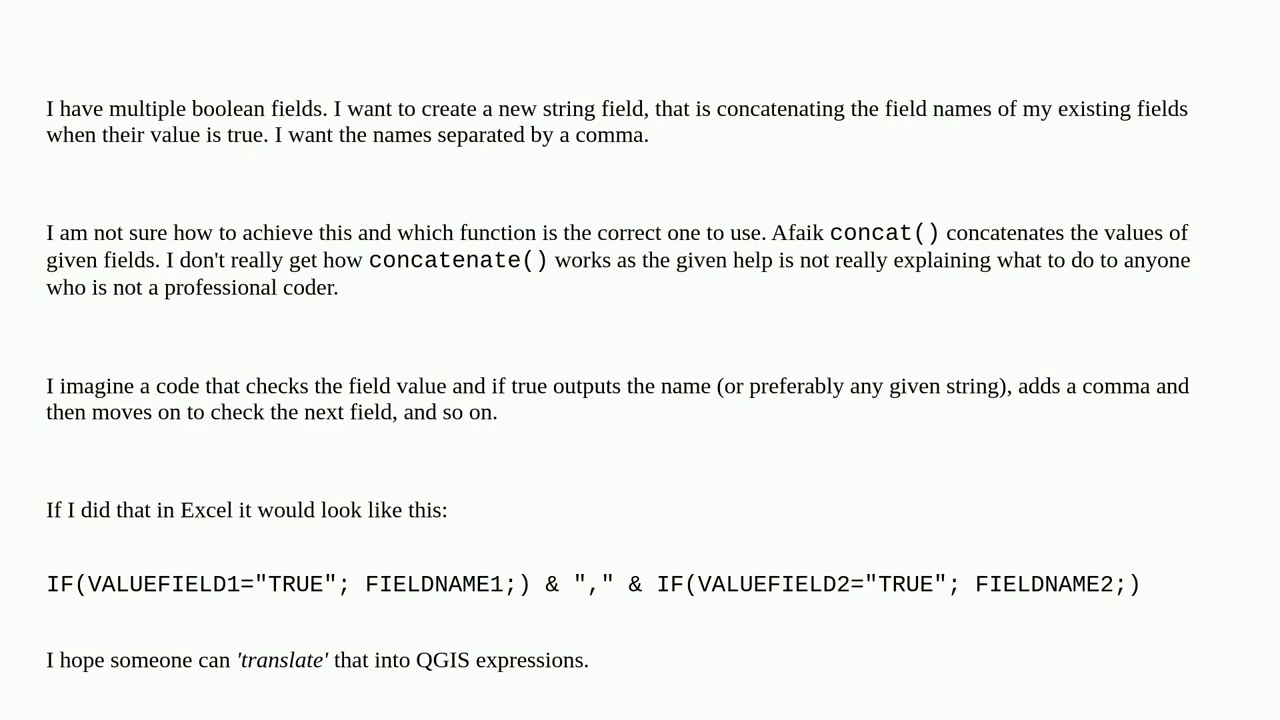 I have multiple boolean fields. I want to create a new string field, that is concatenating the field names of my existing fields
when their value is true. I want the names separated by a comma.
I am not sure how to achieve this and which function is the correct one to use. Afaik concat() concatenates the values of
given fields. I don't really get how concatenate() works as the given help is not really explaining what to do to anyone
who is not a professional coder.
I imagine a code that checks the field value and if true outputs the name (or preferably any given string), adds a comma and
then moves on to check the next field, and so on.
If I did that in Excel it would look like this:
IF(VALUEFIELD1="TRUE"; FIELDNAME1;) & "," & IF(VALUEFIELD2="TRUE"; FIELDNAME2;)
I hope someone can 'translate' that into QGIS expressions.